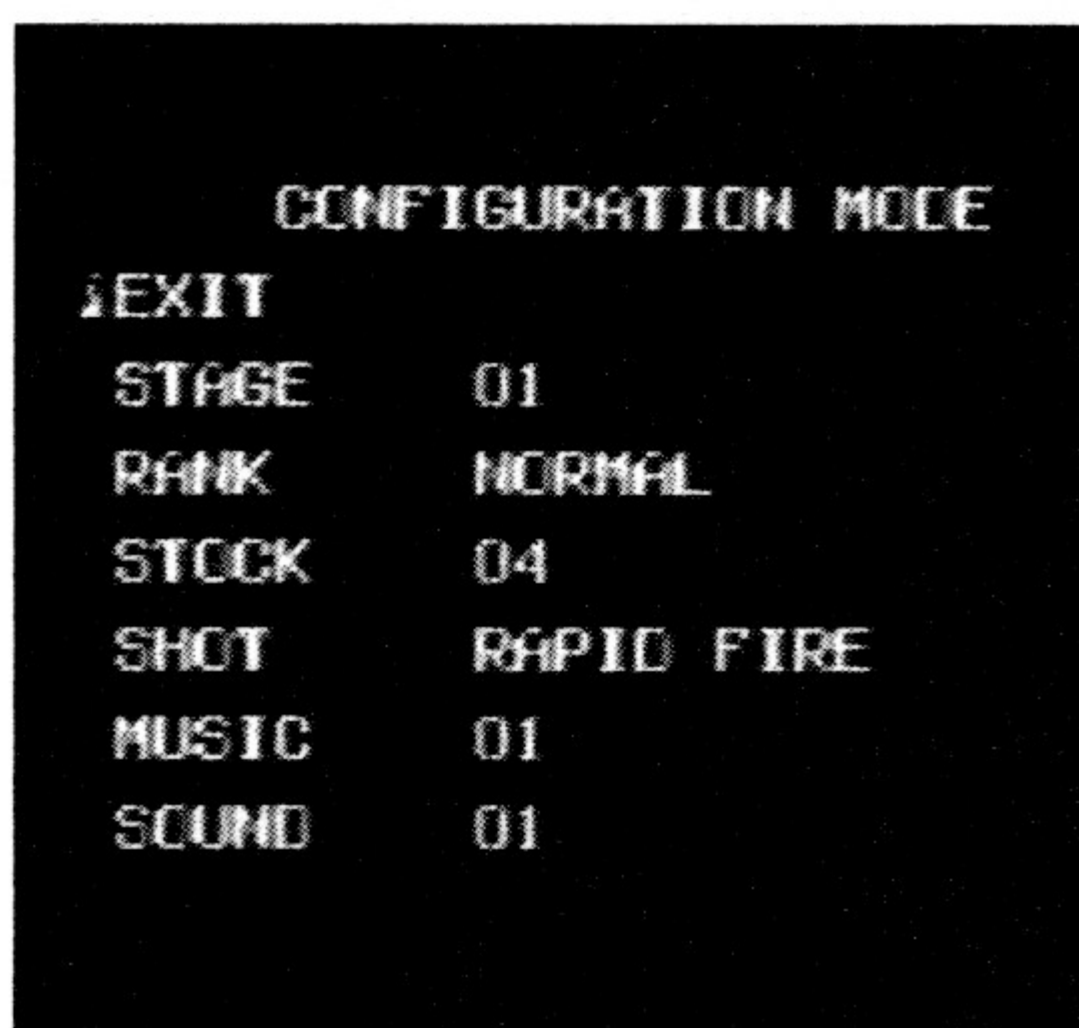 CONFIGURATION MODE
EXIT
STAGE 01
RANK NORMAL
STOCK 04
SHOT RAPID FIRE
MUSIC 01
SOUND 01